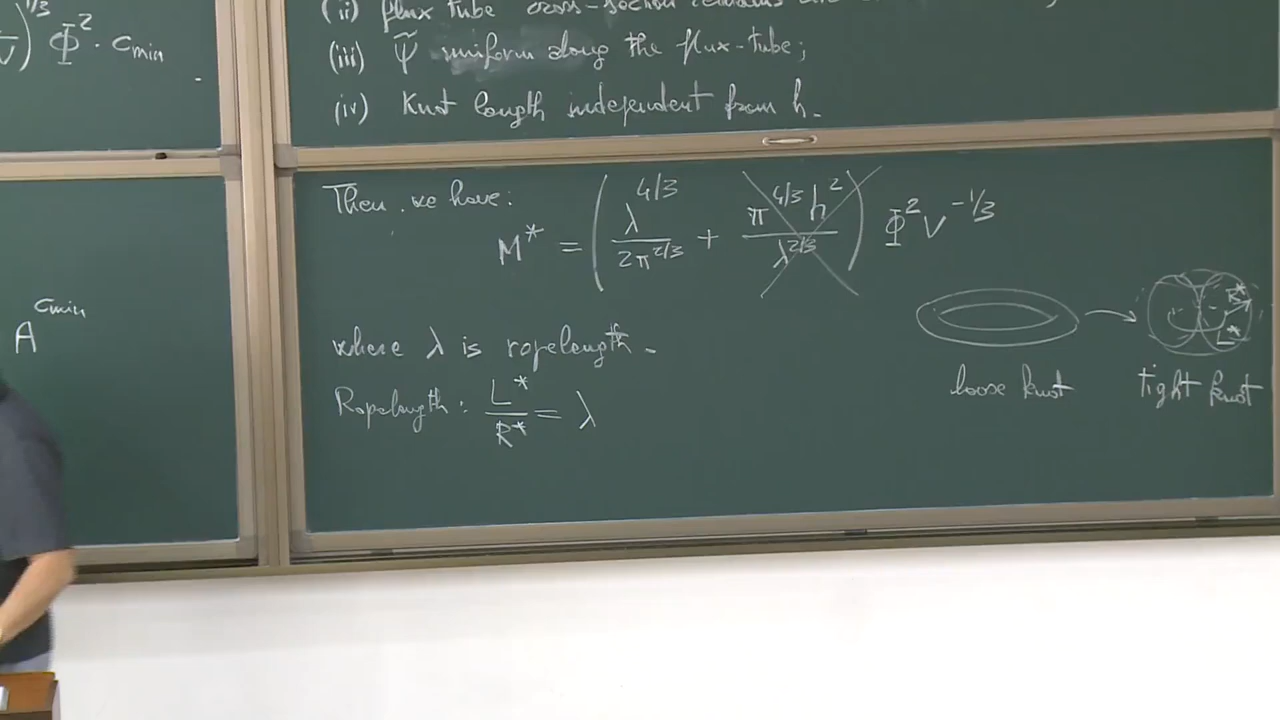 1/3
V) Φ² · Cmin
A^Cmin
(ii) flux tube cross-section remains
(iii) ψ̃ uniform along the flux-tube;
(iv) Knot length independent from h.
Then, we have:
M* = ( λ^4/3 / 2π^2/3 + π^4/3 h² / λ^2/3 ) Φ² V^-1/3
where λ is ropelength.
Ropelength: L*/R* = λ
R*
L*
loose knot
tight knot